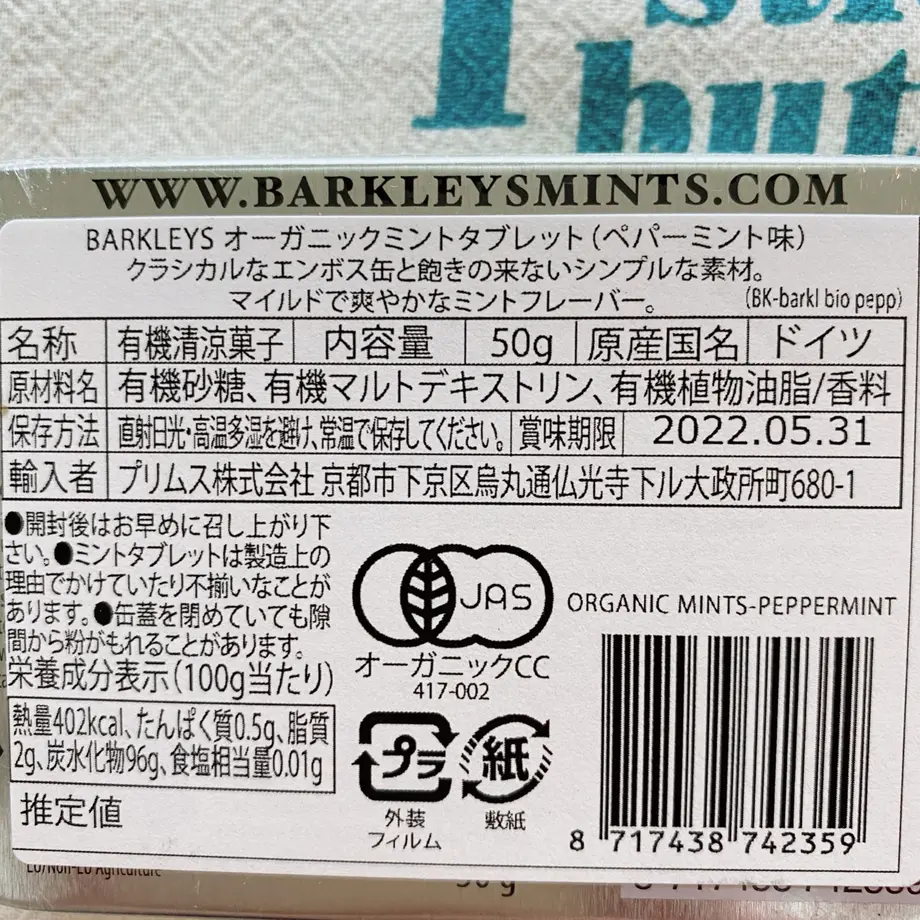 WWW.BARKLEYSMINTS.COM
BARKLEYS オーガニックミントタブレット(ペパーミント味)
クラシカルなエンボス缶と飽きの来ないシンプルな素材。
マイルドで爽やかなミントフレーバー。 (BK-barkl bio pepp)
名称 有機清涼菓子 内容量 50g 原産国名 ドイツ
原材料名 有機砂糖、有機マルトデキストリン、有機植物油脂/香料
保存方法 直射日光・高温多湿を避け、常温で保存してください。 賞味期限 2022.05.31
輸入者 プリムス株式会社 京都市下京区烏丸通仏光寺下ル大政所町680-1
●開封後はお早めに召し上がり下
さい。●ミントタブレットは製造上の
理由でかけていたり不揃いなことが
あります。●缶蓋を閉めていても隙
間から粉がもれることがあります。
栄養成分表示(100g当たり)
熱量402kcal、たんぱく質0.5g、脂質
2g、炭水化物96g、食塩相当量0.01g
推定値
JAS
オーガニックCC
417-002
プラ
外装
フィルム
紙
敷紙
ORGANIC MINTS-PEPPERMINT
8 717438 742359
EU/Non-EU Agriculture
50 g